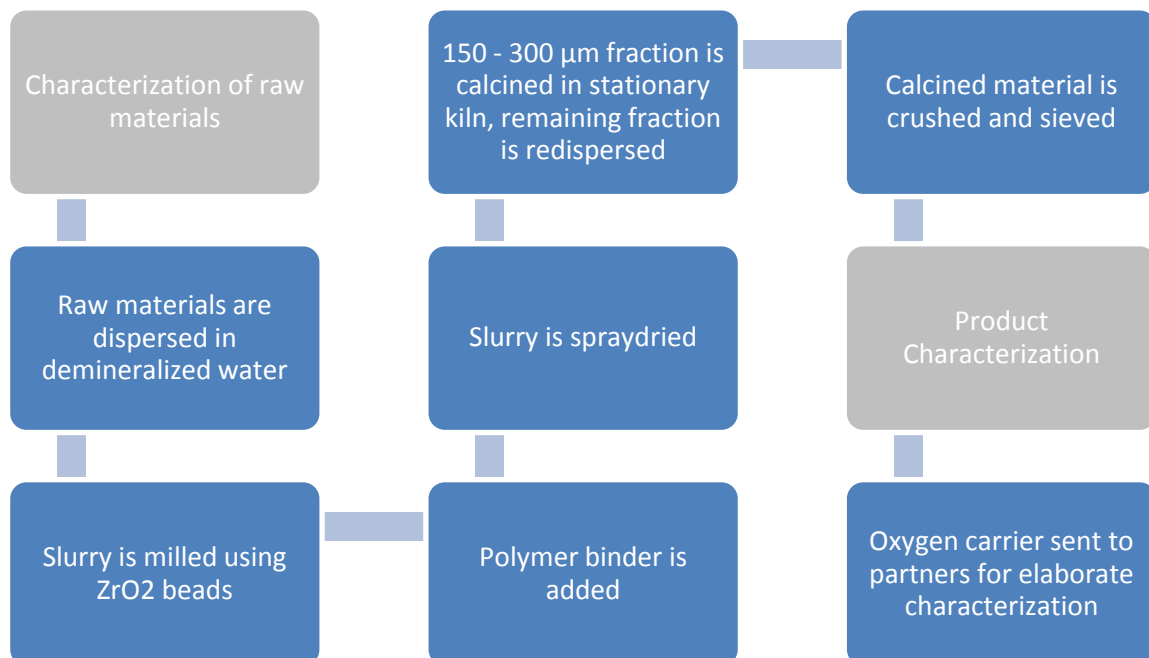 Characterization of raw
materials
Raw materials are
dispersed in
demineralized water
Slurry is milled using
ZrO2 beads
Polymer binder is
added
Slurry is spraydried
150 - 300 µm fraction is
calcined in stationary
kiln, remaining fraction
is redispersed
Calcined material is
crushed and sieved
Product
Characterization
Oxygen carrier sent to
partners for elaborate
characterization